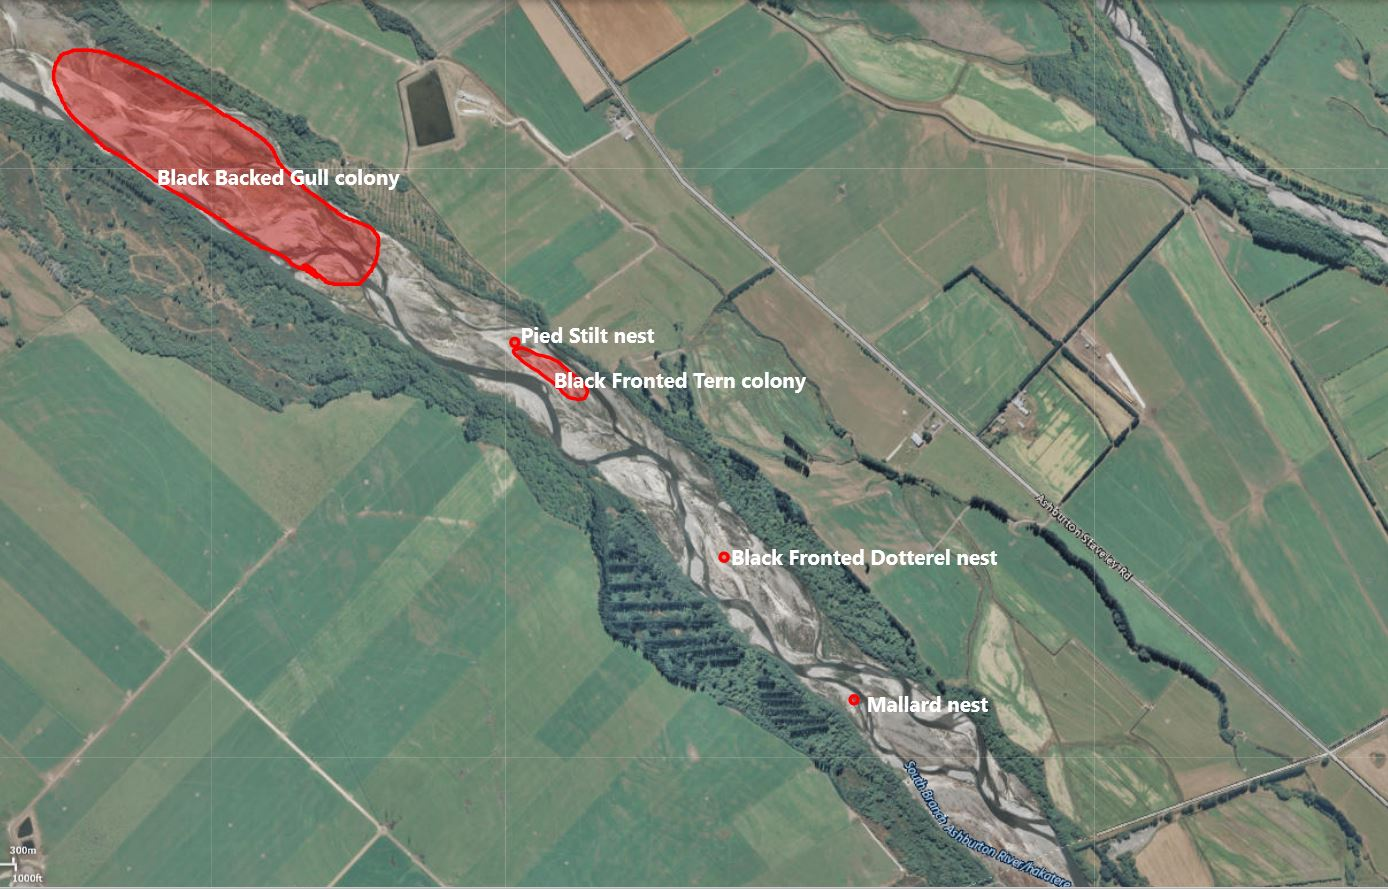 Black Backed Gull colony
Pied Stilt nest
Black Fronted Tern colony
Ashburton Staveley Rd
Black Fronted Dotterel nest
Mallard nest
South Branch Ashburton River/Hakatere
300m
1000ft